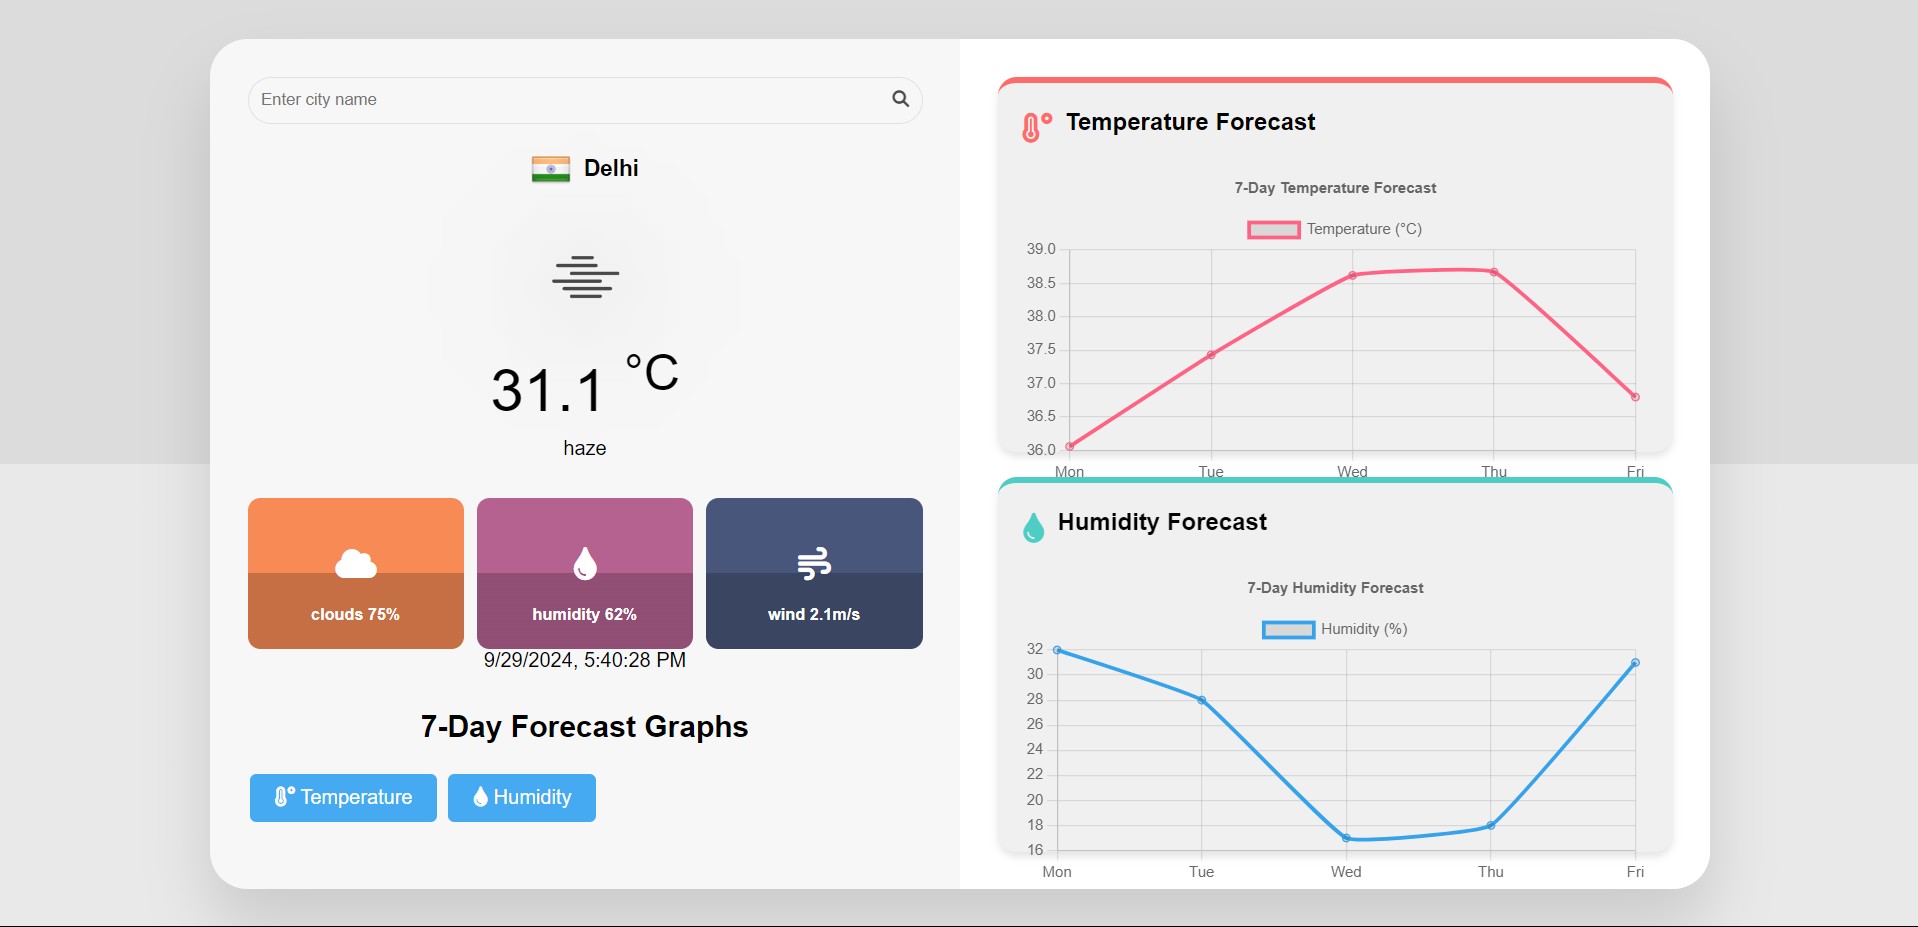 Enter city name
Delhi
31.1 °C
haze
clouds 75%
humidity 62%
wind 2.1m/s
9/29/2024, 5:40:28 PM
7-Day Forecast Graphs
Temperature
Humidity
Temperature Forecast
7-Day Temperature Forecast
Temperature (°C)
39.0
38.5
38.0
37.5
37.0
36.5
36.0
Mon Tue Wed Thu Fri
Humidity Forecast
7-Day Humidity Forecast
Humidity (%)
32
30
28
26
24
22
20
18
16
Mon Tue Wed Thu Fri